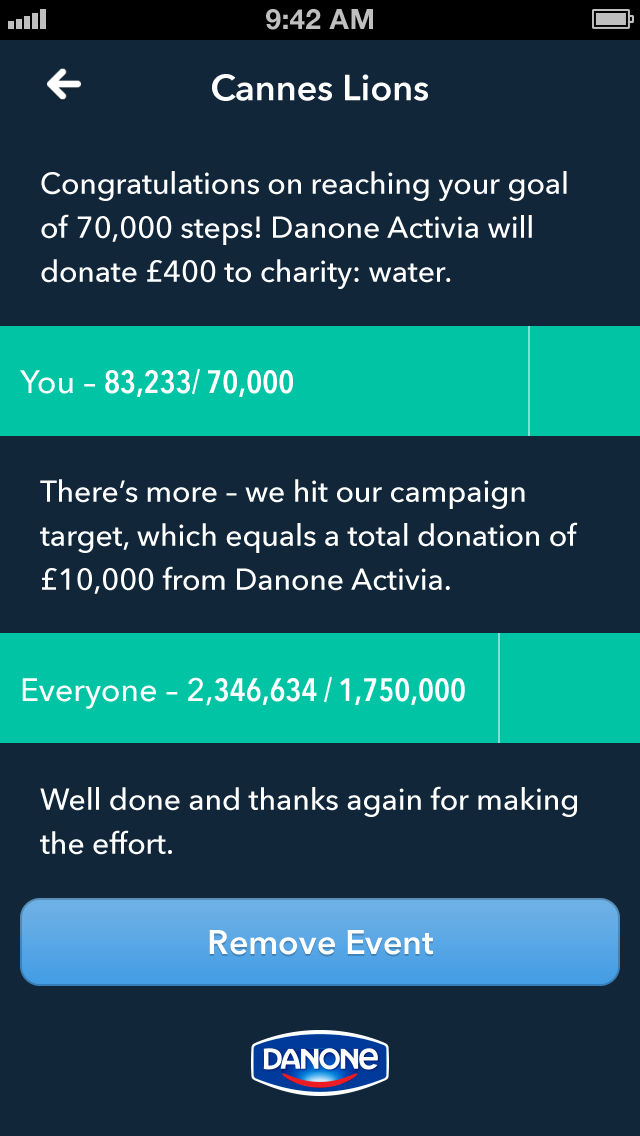 9:42 AM
Cannes Lions
Congratulations on reaching your goal
of 70,000 steps! Danone Activia will
donate £400 to charity: water.
You – 83,233/ 70,000
There’s more – we hit our campaign
target, which equals a total donation of
£10,000 from Danone Activia.
Everyone – 2,346,634 / 1,750,000
Well done and thanks again for making
the effort.
Remove Event
DANONE